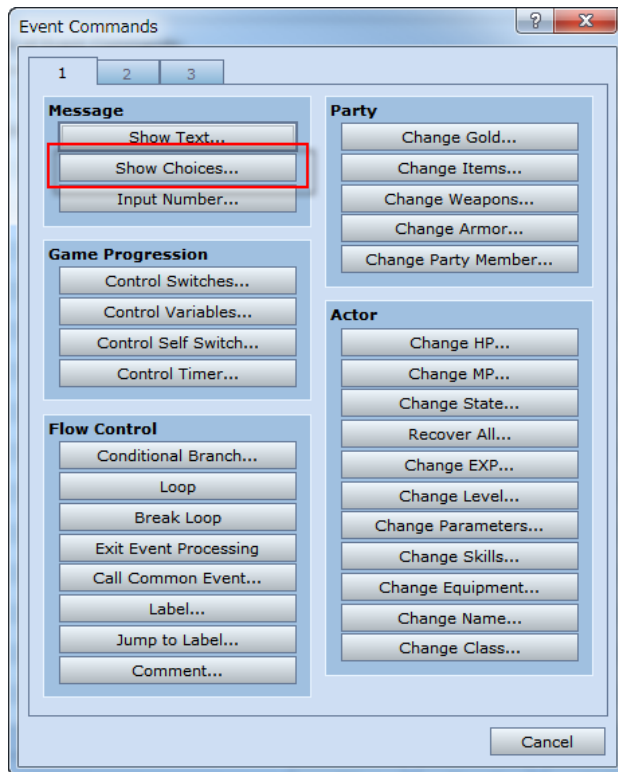 Event Commands
1 2 3
Message
Show Text...
Show Choices...
Input Number...
Game Progression
Control Switches...
Control Variables...
Control Self Switch...
Control Timer...
Flow Control
Conditional Branch...
Loop
Break Loop
Exit Event Processing
Call Common Event...
Label...
Jump to Label...
Comment...
Party
Change Gold...
Change Items...
Change Weapons...
Change Armor...
Change Party Member...
Actor
Change HP...
Change MP...
Change State...
Recover All...
Change EXP...
Change Level...
Change Parameters...
Change Skills...
Change Equipment...
Change Name...
Change Class...
Cancel